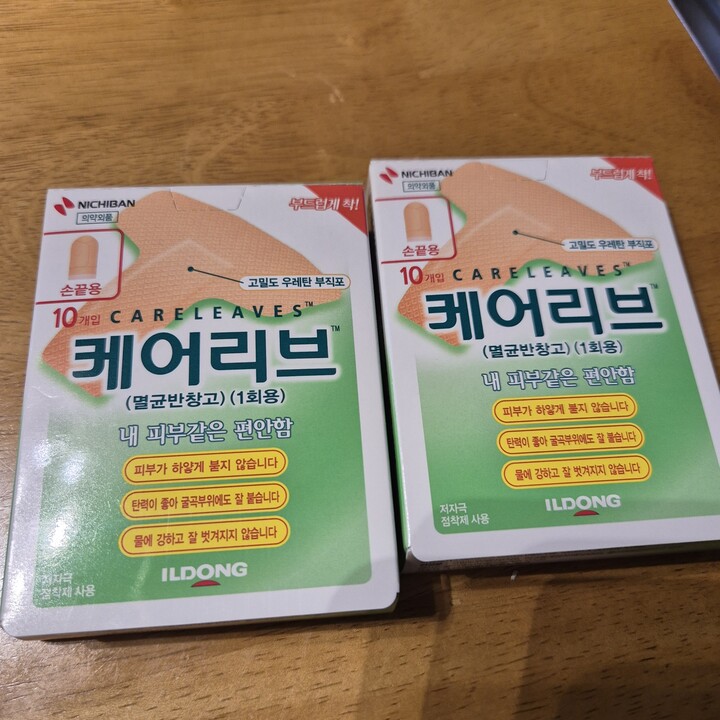 NICHIBAN
의약외품
부드럽게 착!
손끝용
고밀도 우레탄 부직포
10개입 CARELEAVES™
케어리브™
(멸균반창고) (1회용)
내 피부같은 편안함
피부가 하얗게 붇지 않습니다
탄력이 좋아 굴곡부위에도 잘 붙습니다
물에 강하고 잘 벗겨지지 않습니다
저자극
점착제 사용
ILDONG
NICHIBAN
의약외품
부드럽게 착!
손끝용
고밀도 우레탄 부직포
10개입 CARELEAVES™
케어리브™
(멸균반창고) (1회용)
내 피부같은 편안함
피부가 하얗게 붇지 않습니다
탄력이 좋아 굴곡부위에도 잘 붙습니다
물에 강하고 잘 벗겨지지 않습니다
저자극
점착제 사용
ILDONG